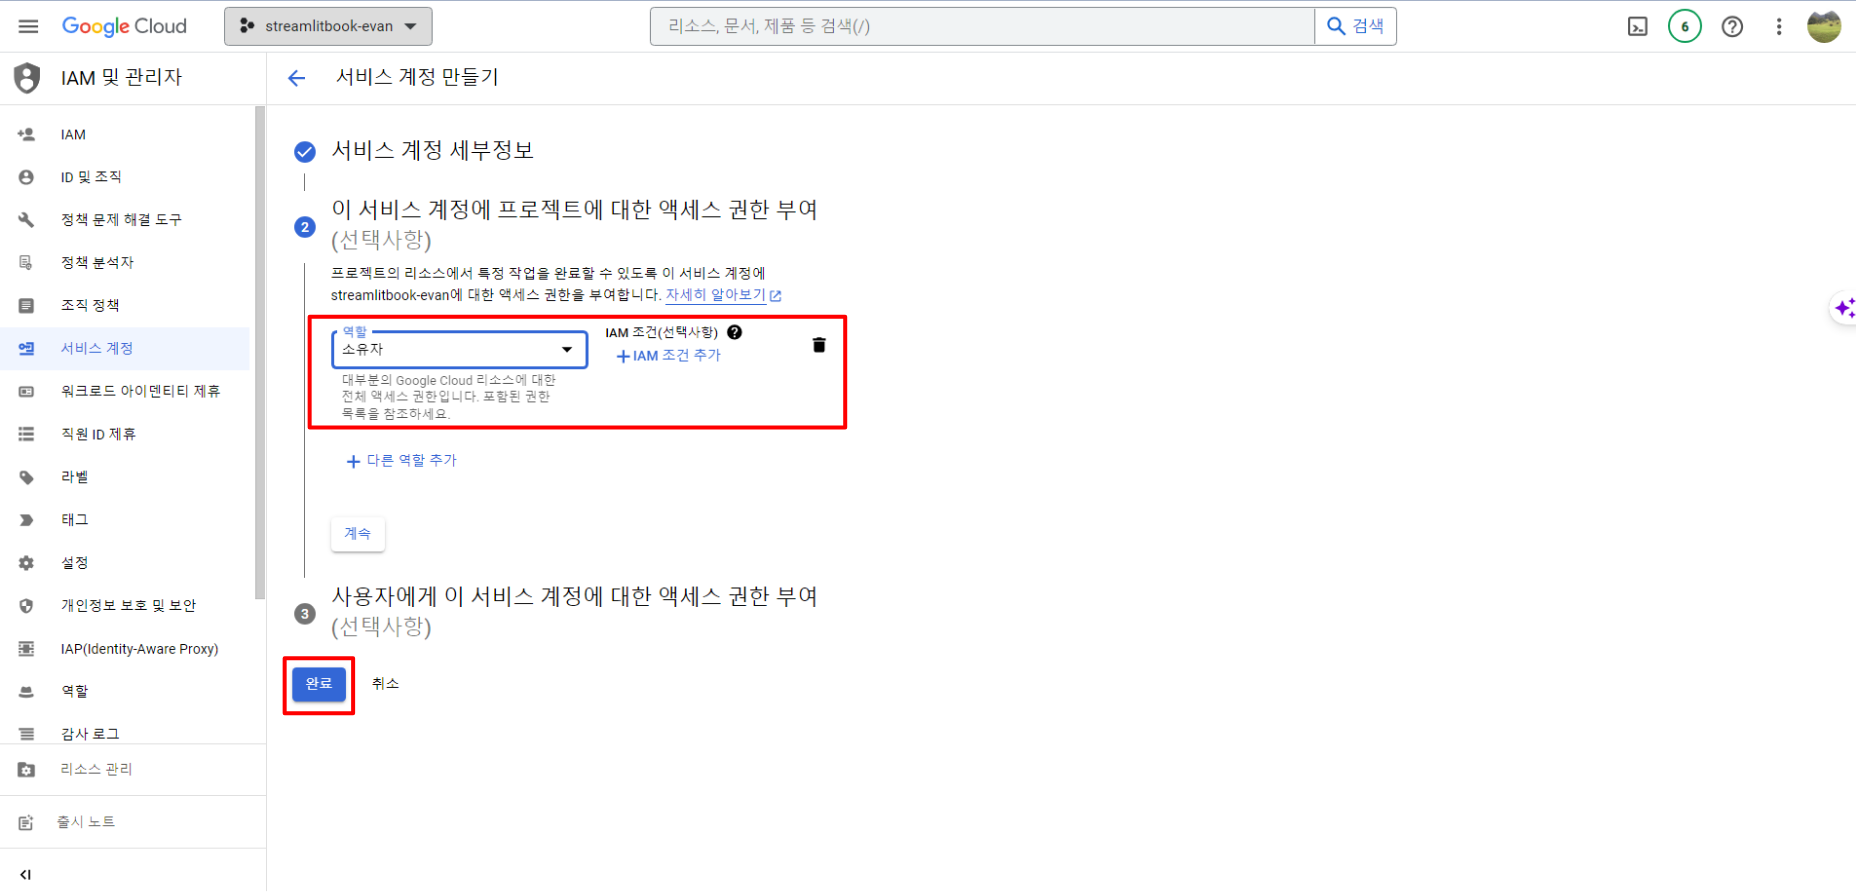 Google Cloud
streamlitbook-evan
리소스, 문서, 제품 등 검색(/)
검색
6
IAM 및 관리자
서비스 계정 만들기
IAM
ID 및 조직
정책 문제 해결 도구
정책 분석자
조직 정책
서비스 계정
워크로드 아이덴티티 제휴
직원 ID 제휴
라벨
태그
설정
개인정보 보호 및 보안
IAP(Identity-Aware Proxy)
역할
감사 로그
리소스 관리
출시 노트
서비스 계정 세부정보
2
이 서비스 계정에 프로젝트에 대한 액세스 권한 부여
(선택사항)
프로젝트의 리소스에서 특정 작업을 완료할 수 있도록 이 서비스 계정에
streamlitbook-evan에 대한 액세스 권한을 부여합니다. 자세히 알아보기
역할
소유자
IAM 조건(선택사항)
+ IAM 조건 추가
대부분의 Google Cloud 리소스에 대한
전체 액세스 권한입니다. 포함된 권한
목록을 참조하세요.
+ 다른 역할 추가
계속
3
사용자에게 이 서비스 계정에 대한 액세스 권한 부여
(선택사항)
완료
취소